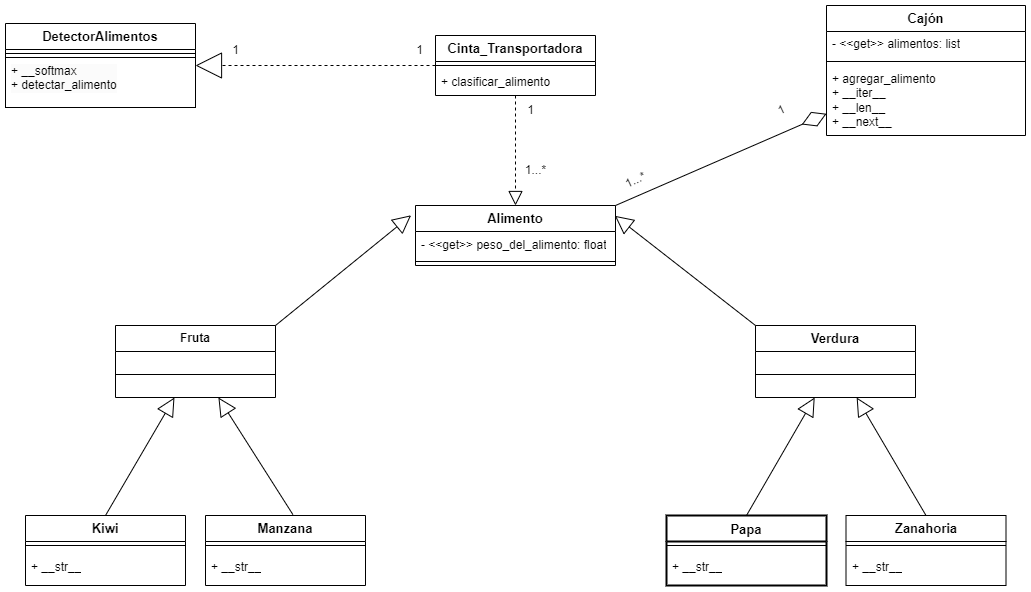 DetectorAlimentos
+ __softmax
+ detectar_alimento
1
1
Cinta_Transportadora
+ clasificar_alimento
Cajón
- <<get>> alimentos: list
+ agregar_alimento
+ __iter__
+ __len__
+ __next__
1
1...*
1
1...*
Alimento
- <<get>> peso_del_alimento: float
Fruta
Verdura
Kiwi
+ __str__
Manzana
+ __str__
Papa
+ __str__
Zanahoria
+ __str__